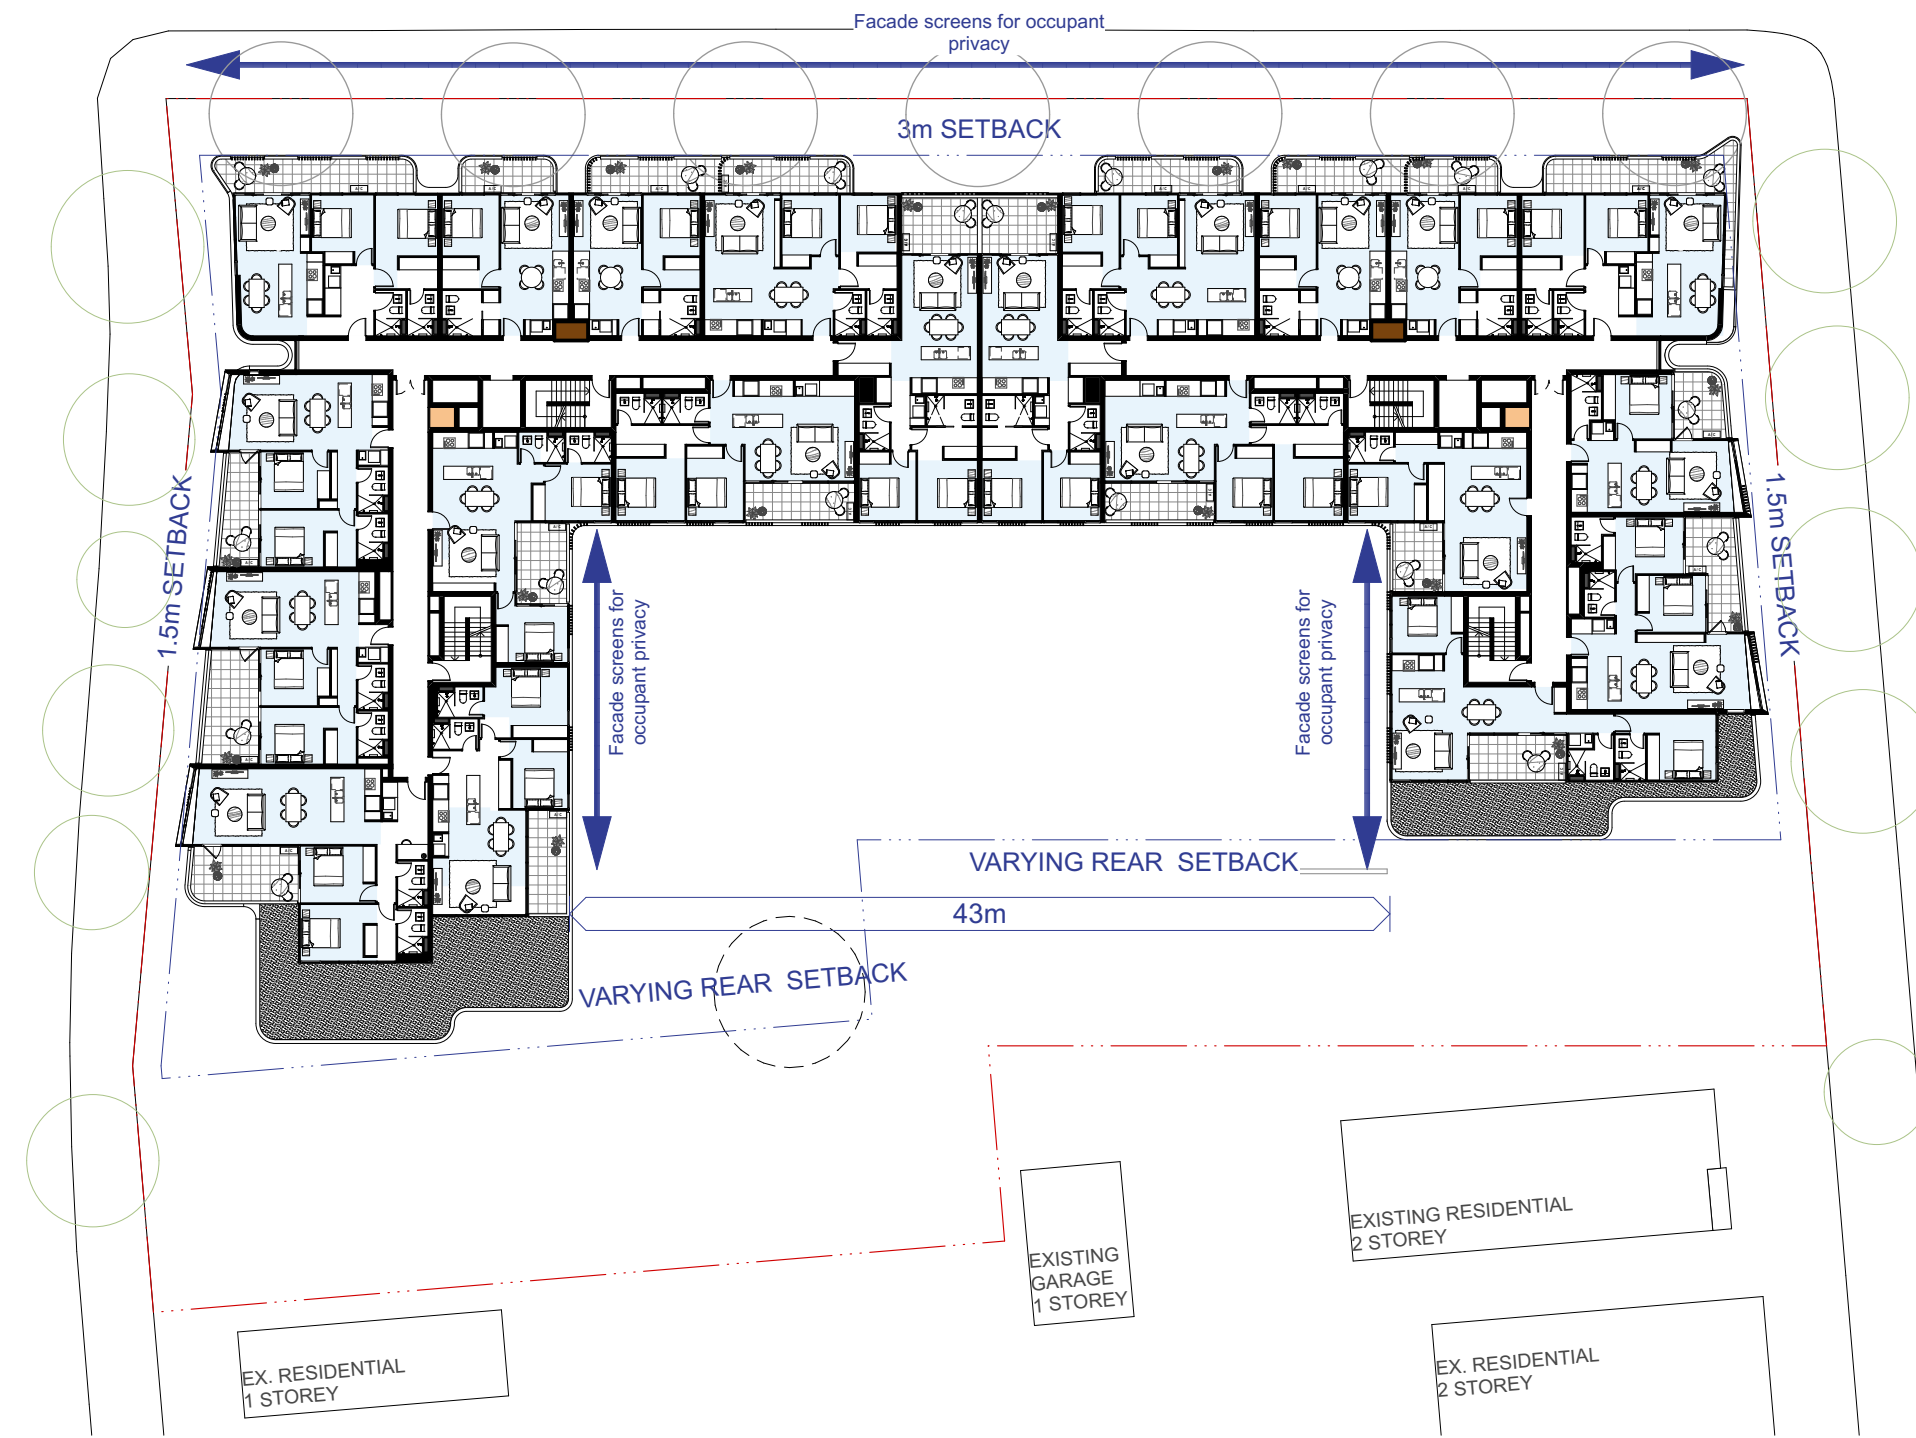 Facade screens for occupant
privacy
3m SETBACK
1.5m SETBACK
1.5m SETBACK
Facade screens for
occupant privacy
Facade screens for
occupant privacy
VARYING REAR SETBACK
43m
VARYING REAR SETBACK
EXISTING RESIDENTIAL
2 STOREY
EXISTING
GARAGE
1 STOREY
EX. RESIDENTIAL
1 STOREY
EX. RESIDENTIAL
2 STOREY